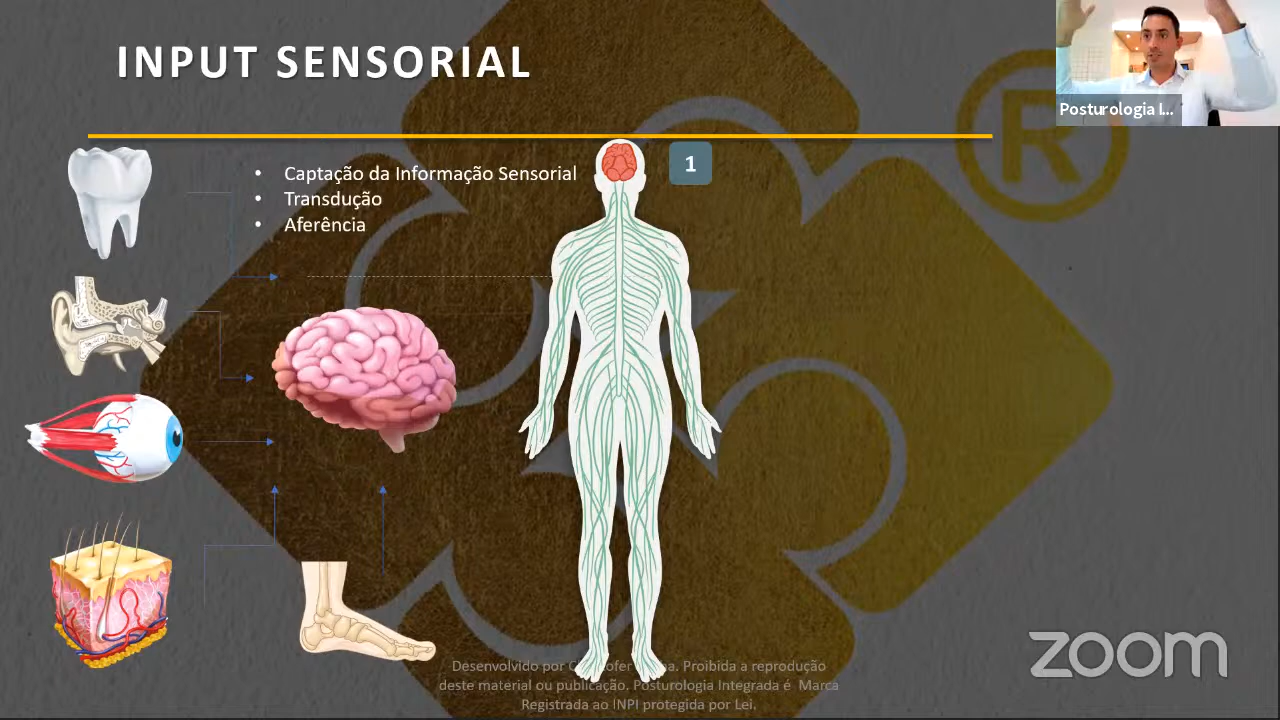 INPUT SENSORIAL
R
Posturologia I...
• Captação da Informação Sensorial
• Transdução
• Aferência
1
Desenvolvido por. Proibida a reprodução
deste material ou publicação. Posturologia Integrada é Marca
Registrada ao INPI protegida por Lei.
zoom